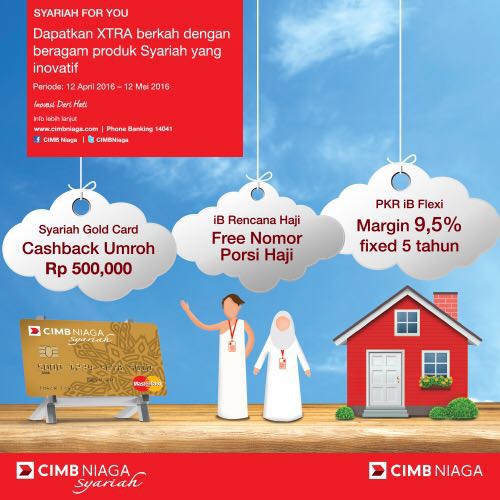 SYARIAH FOR YOU
Dapatkan XTRA berkah dengan
beragam produk Syariah yang
inovatif
Periode: 12 April 2016 – 12 Mei 2016
Inovasi Dari Hati
Info lebih lanjut
www.cimbniaga.com | Phone Banking 14041
CIMB Niaga | CIMBNiaga
Syariah Gold Card
Cashback Umroh
Rp 500,000
iB Rencana Haji
Free Nomor
Porsi Haji
PKR iB Flexi
Margin 9,5%
fixed 5 tahun
CIMB NIAGA
Syariah
MasterCard
CIMB NIAGA
Syariah
CIMB NIAGA